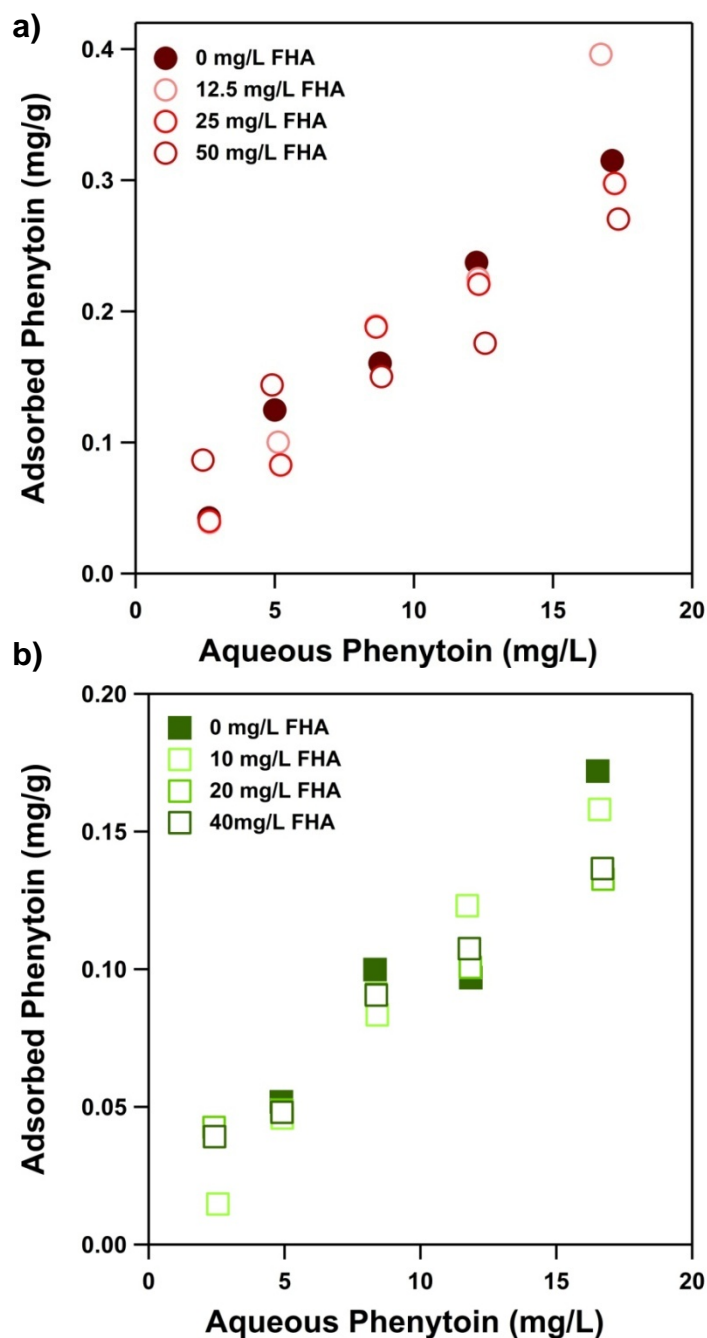 a)
0.4
0.3
0.2
0.1
0.0
Adsorbed Phenytoin (mg/g)
0 mg/L FHA
12.5 mg/L FHA
25 mg/L FHA
50 mg/L FHA
0 5 10 15 20
Aqueous Phenytoin (mg/L)
b)
0.20
0.15
0.10
0.05
0.00
Adsorbed Phenytoin (mg/g)
0 mg/L FHA
10 mg/L FHA
20 mg/L FHA
40mg/L FHA
0 5 10 15 20
Aqueous Phenytoin (mg/L)